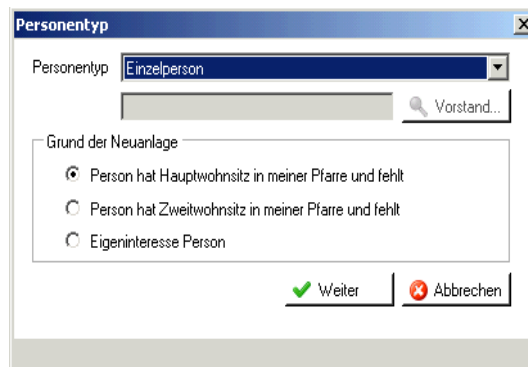 Personentyp
Personentyp Einzelperson
Vorstand...
Grund der Neuanlage
Person hat Hauptwohnsitz in meiner Pfarre und fehlt
Person hat Zweitwohnsitz in meiner Pfarre und fehlt
Eigeninteresse Person
Weiter Abbrechen